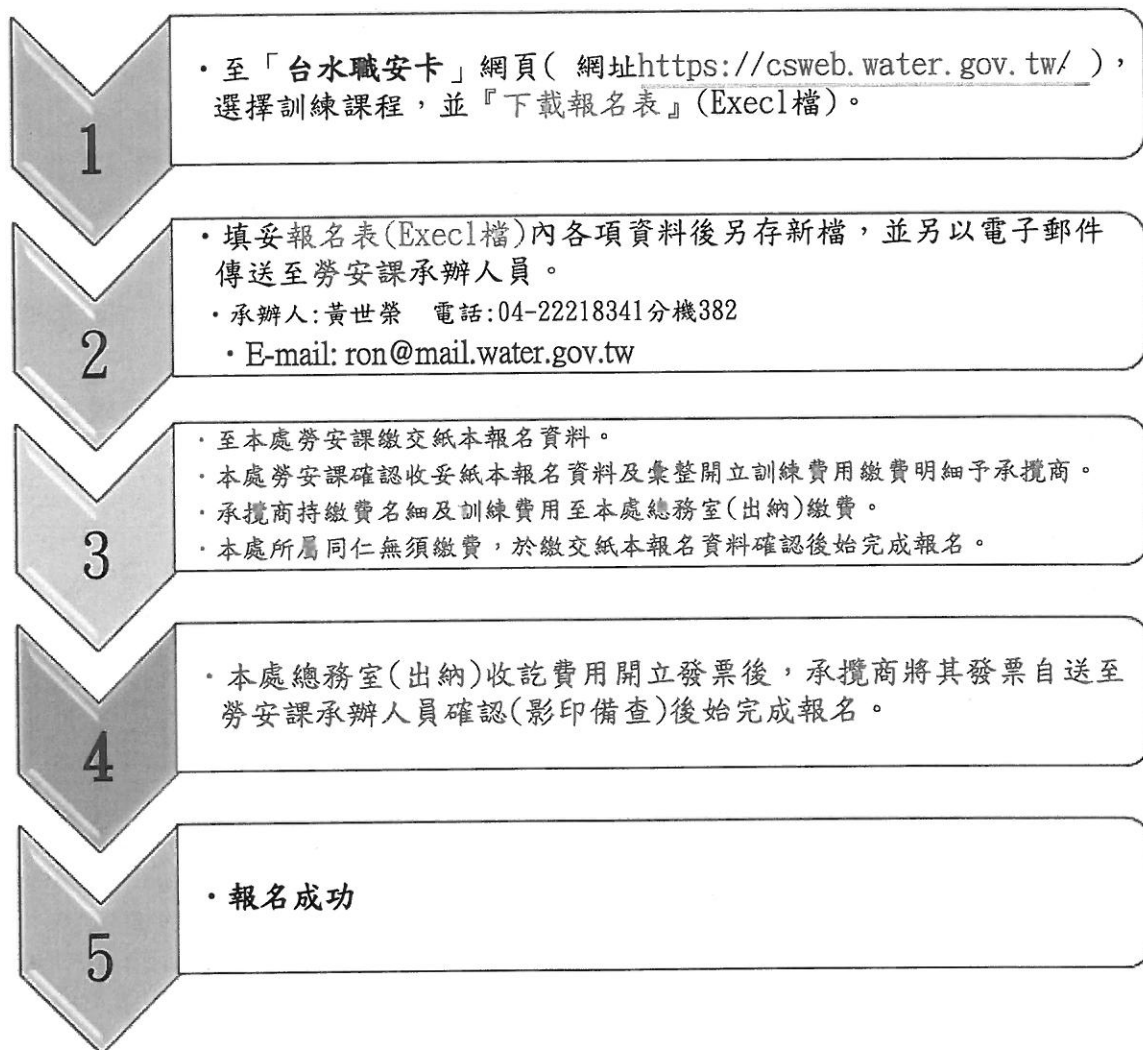 1
・至「台水職安卡」網頁( 網址https://csweb.water.gov.tw/ )，
選擇訓練課程，並『下載報名表』(Execl檔)。
2
・填妥報名表(Execl檔)內各項資料後另存新檔，並另以電子郵件
傳送至勞安課承辦人員。
・承辦人:黃世榮 電話:04-22218341分機382
・E-mail: ron@mail.water.gov.tw
3
・至本處勞安課繳交紙本報名資料。
・本處勞安課確認收妥紙本報名資料及彙整開立訓練費用繳費明細予承攬商。
・承攬商持繳費名細及訓練費用至本處總務室(出納)繳費。
・本處所屬同仁無須繳費，於繳交紙本報名資料確認後始完成報名。
4
・本處總務室(出納)收訖費用開立發票後，承攬商將其發票自送至
勞安課承辦人員確認(影印備查)後始完成報名。
5
・報名成功